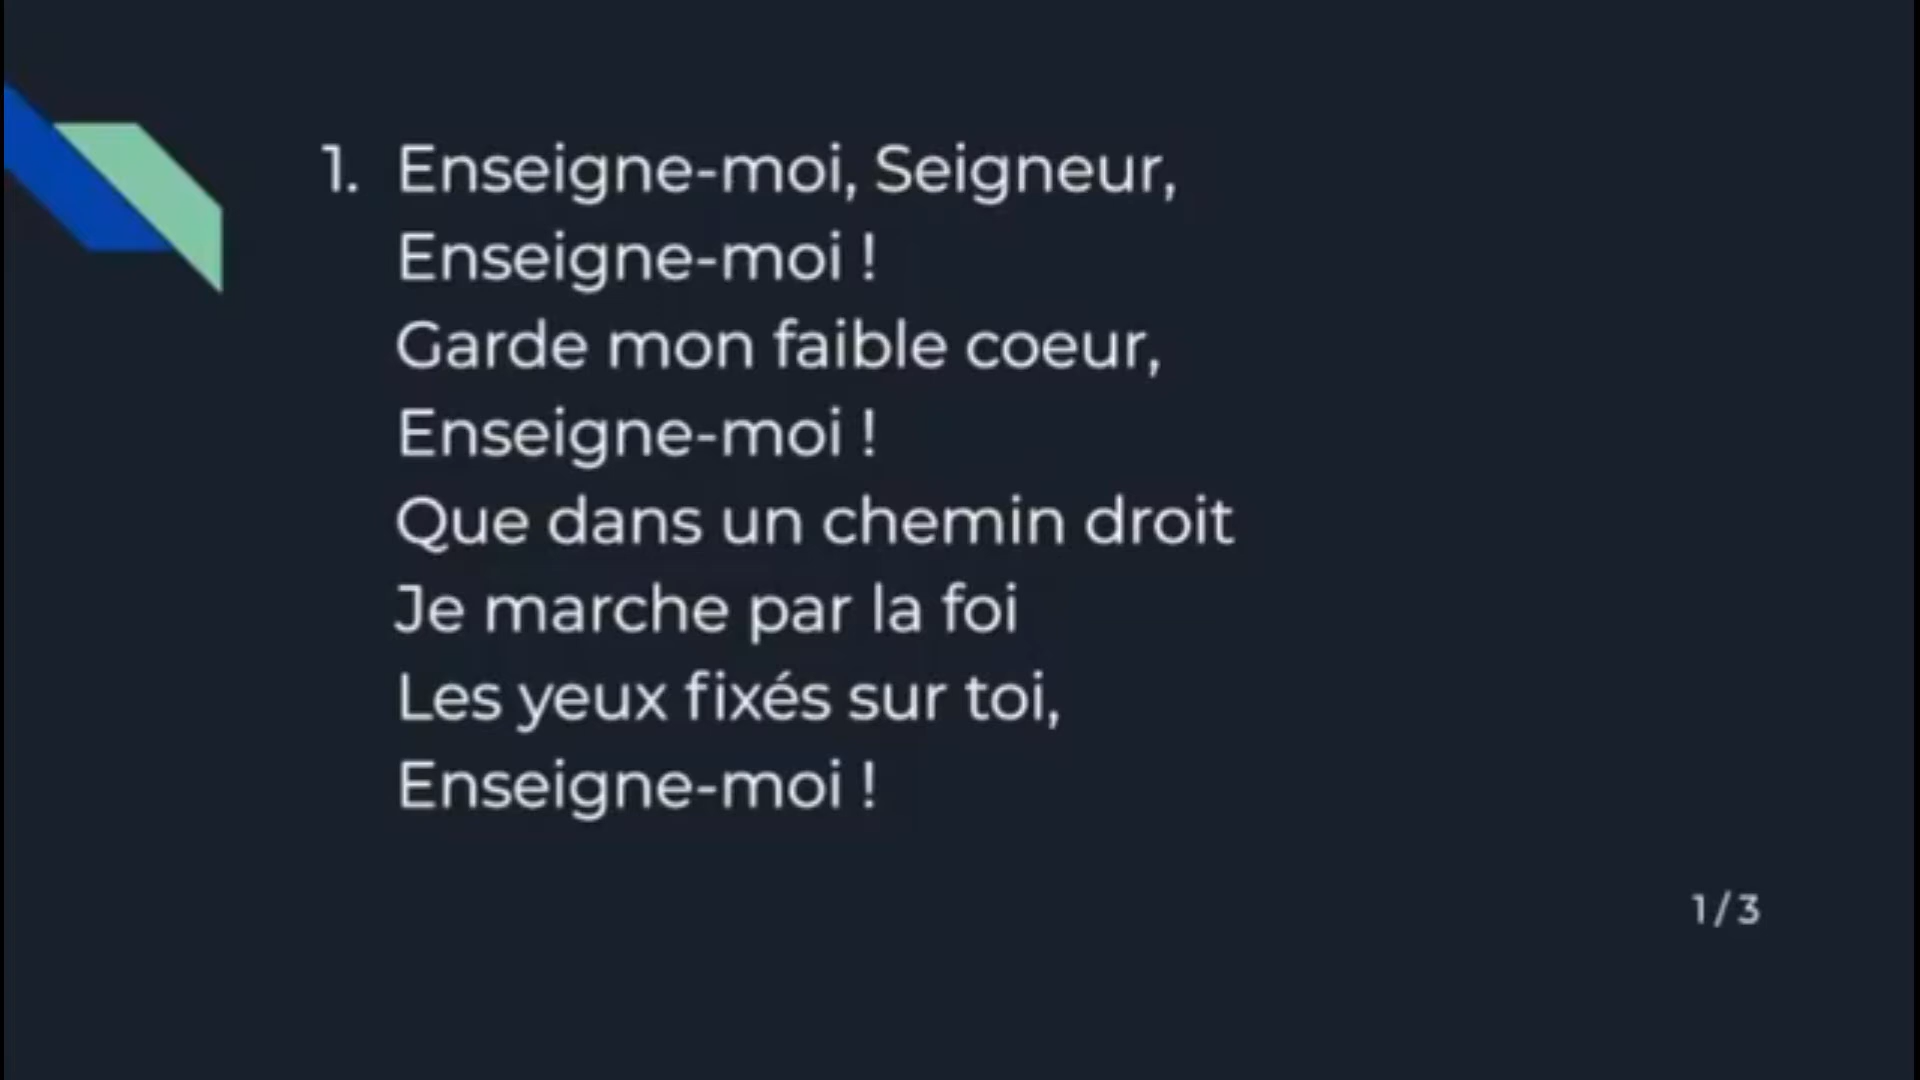 1. Enseigne-moi, Seigneur,
Enseigne-moi !
Garde mon faible coeur,
Enseigne-moi !
Que dans un chemin droit
Je marche par la foi
Les yeux fixés sur toi,
Enseigne-moi !
1 / 3